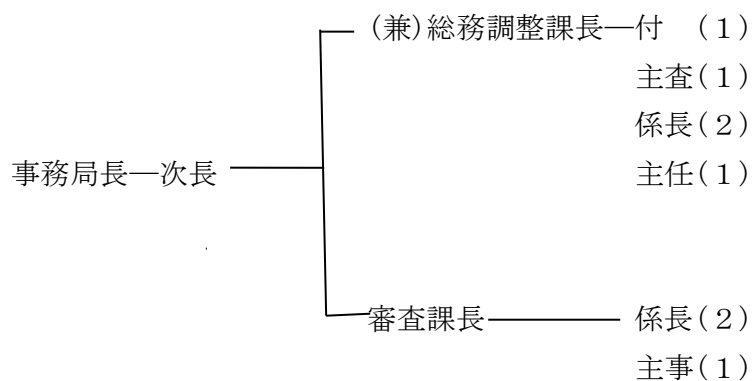 (兼)総務調整課長―付 (1)
主査(1)
係長(2)
事務局長―次長
主任(1)
審査課長 係長(2)
主事(1)